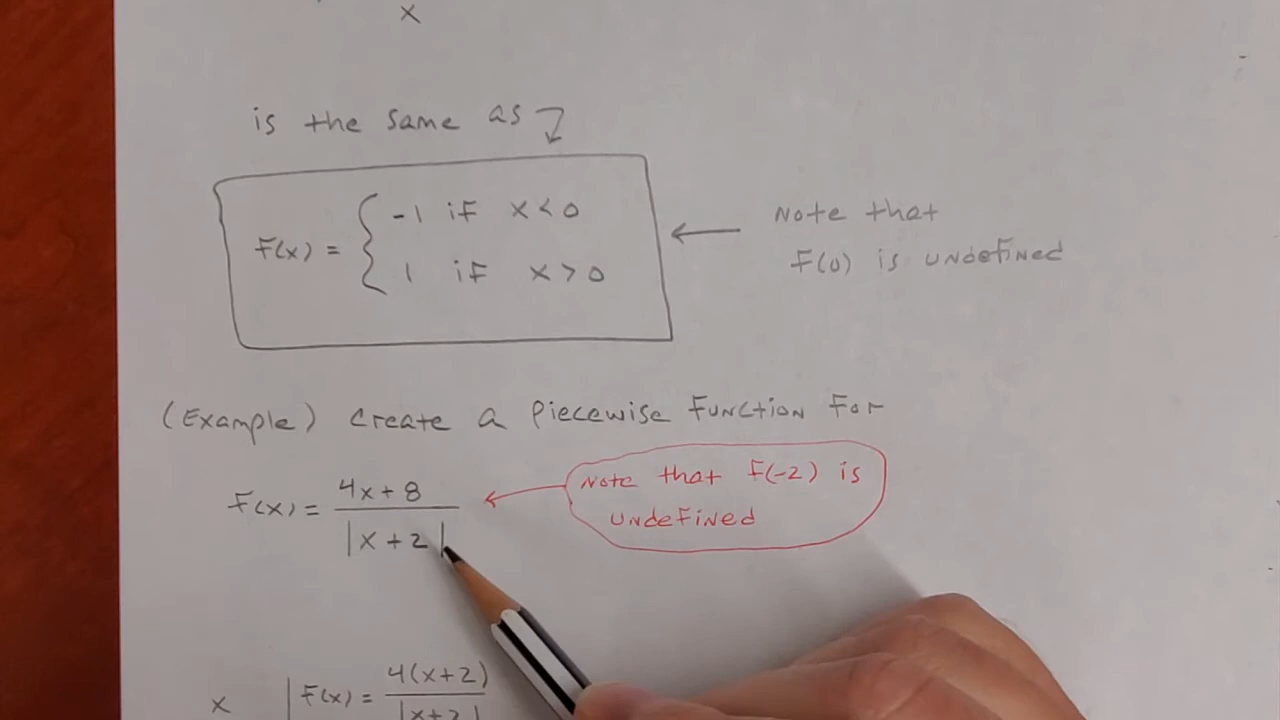 x
is the same as
F(x) = { -1 if x < 0
1 if x > 0
Note that
F(0) is undefined
(Example) Create a Piecewise Function For
F(x) = 4x+8
|x+2|
Note that F(-2) is
undefined
x | F(x) = 4(x+2)
|x+2|